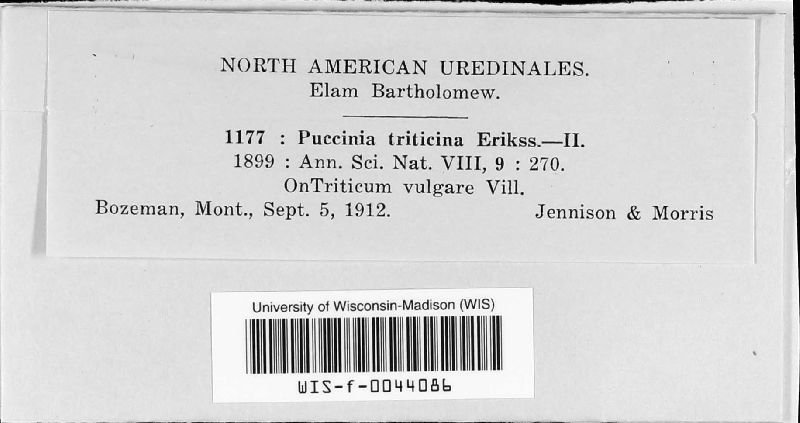 NORTH AMERICAN UREDINALES.
Elam Bartholomew.
1177 : Puccinia triticina Erikss.—II.
1899 : Ann. Sci. Nat. VIII, 9 : 270.
OnTriticum vulgare Vill.
Bozeman, Mont., Sept. 5, 1912. Jennison & Morris
University of Wisconsin-Madison (WIS)
WIS-f-0044086